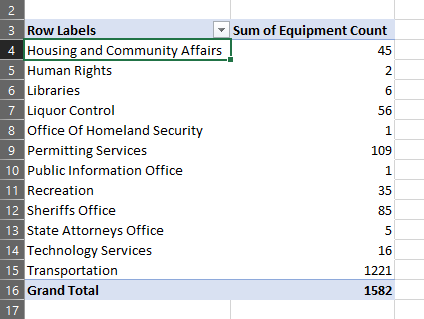 2
3 Row Labels Sum of Equipment Count
4 Housing and Community Affairs 45
5 Human Rights 2
6 Libraries 6
7 Liquor Control 56
8 Office Of Homeland Security 1
9 Permitting Services 109
10 Public Information Office 1
11 Recreation 35
12 Sheriffs Office 85
13 State Attorneys Office 5
14 Technology Services 16
15 Transportation 1221
16 Grand Total 1582
17